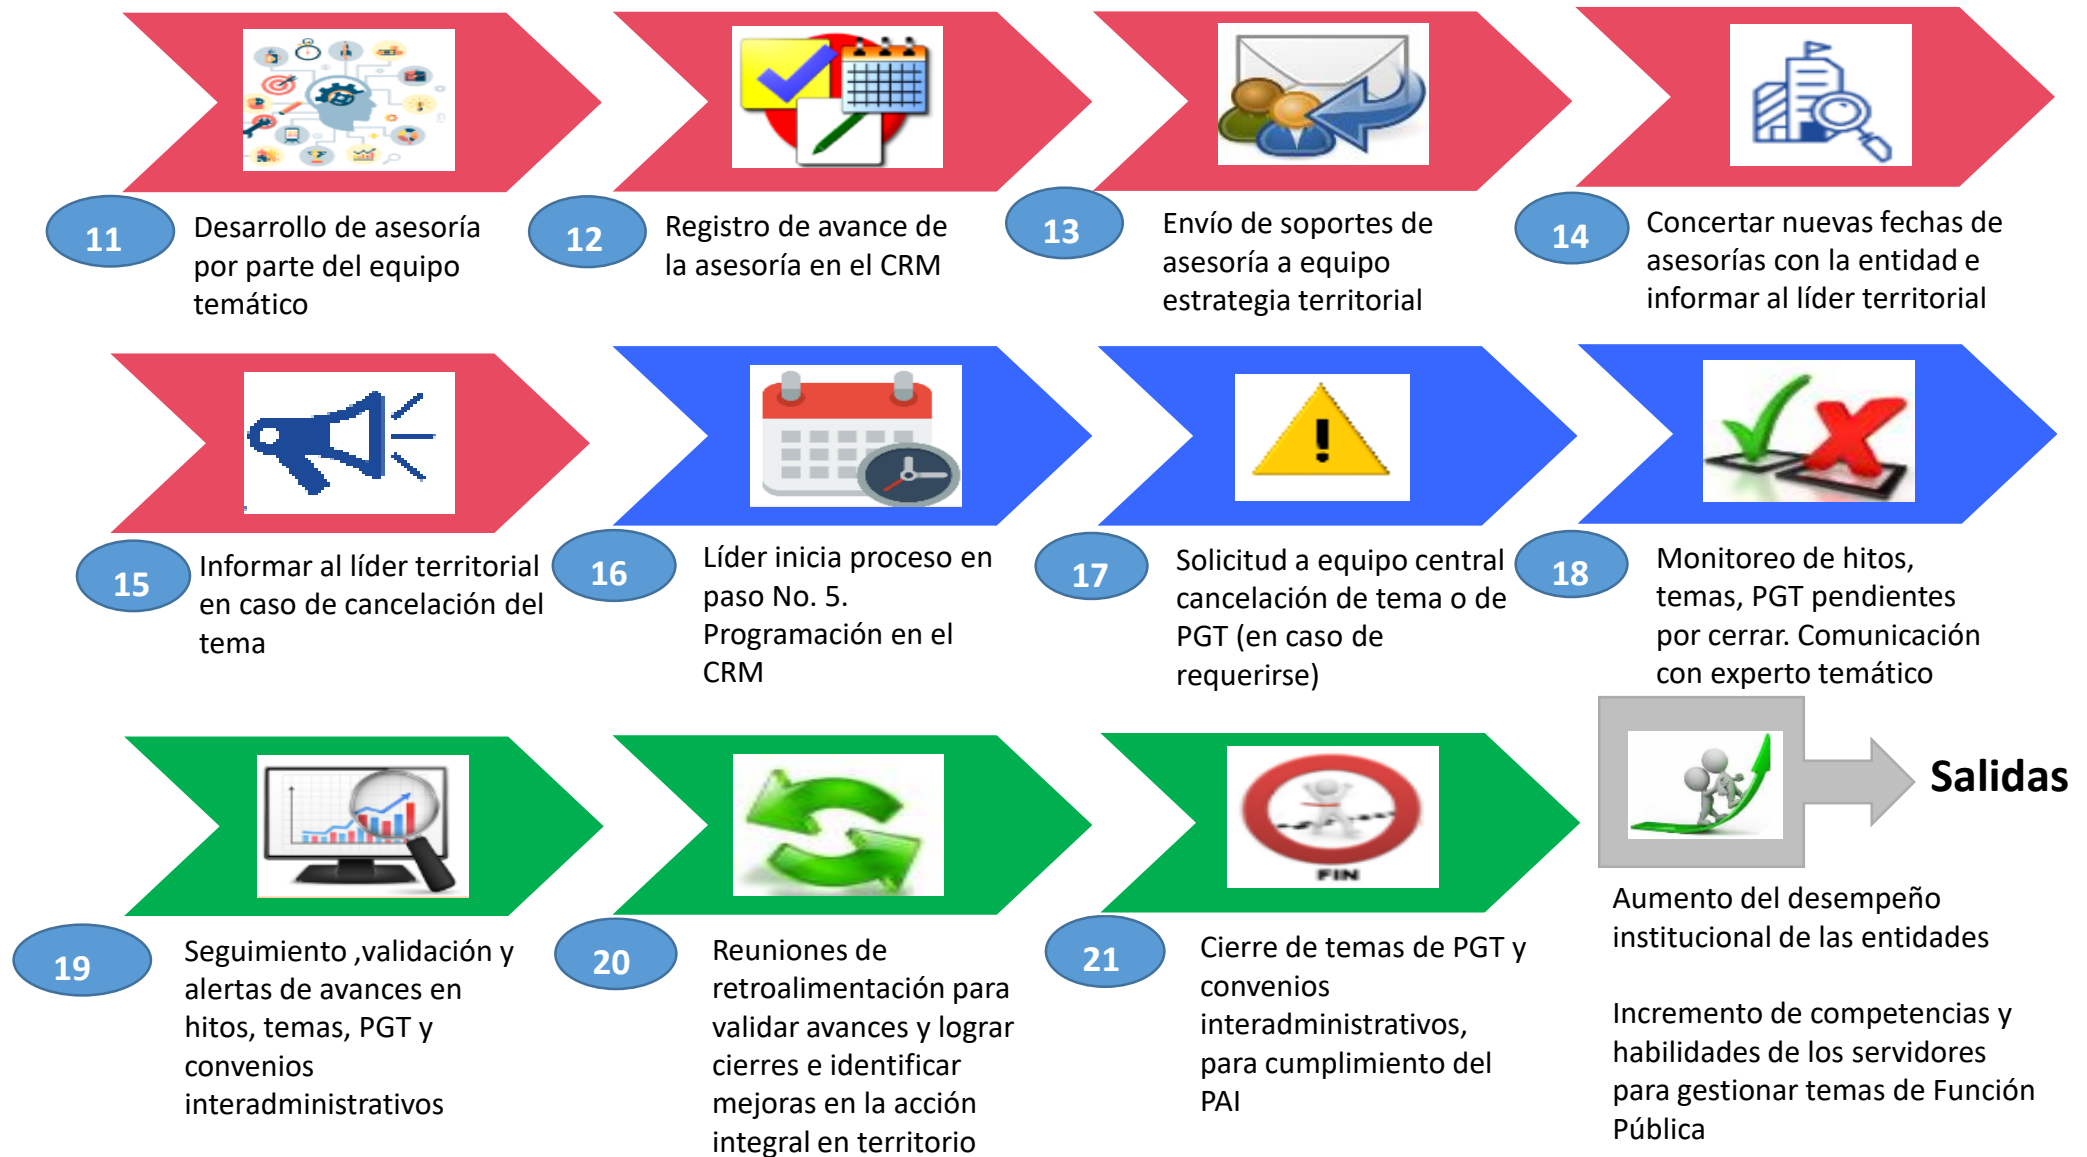 11
Desarrollo de asesoría
por parte del equipo
temático
12
Registro de avance de
la asesoría en el CRM
13
Envío de soportes de
asesoría a equipo
estrategia territorial
14
Concertar nuevas fechas de
asesorías con la entidad e
informar al líder territorial
15
Informar al líder territorial
en caso de cancelación del
tema
16
Líder inicia proceso en
paso No. 5.
Programación en el
CRM
17
Solicitud a equipo central
cancelación de tema o de
PGT (en caso de
requerirse)
18
Monitoreo de hitos,
temas, PGT pendientes
por cerrar. Comunicación
con experto temático
19
Seguimiento ,validación y
alertas de avances en
hitos, temas, PGT y
convenios
interadministrativos
20
Reuniones de
retroalimentación para
validar avances y lograr
cierres e identificar
mejoras en la acción
integral en territorio
FIN
21
Cierre de temas de PGT y
convenios
interadministrativos,
para cumplimiento del
PAI
Salidas
Aumento del desempeño
institucional de las entidades
Incremento de competencias y
habilidades de los servidores
para gestionar temas de Función
Pública